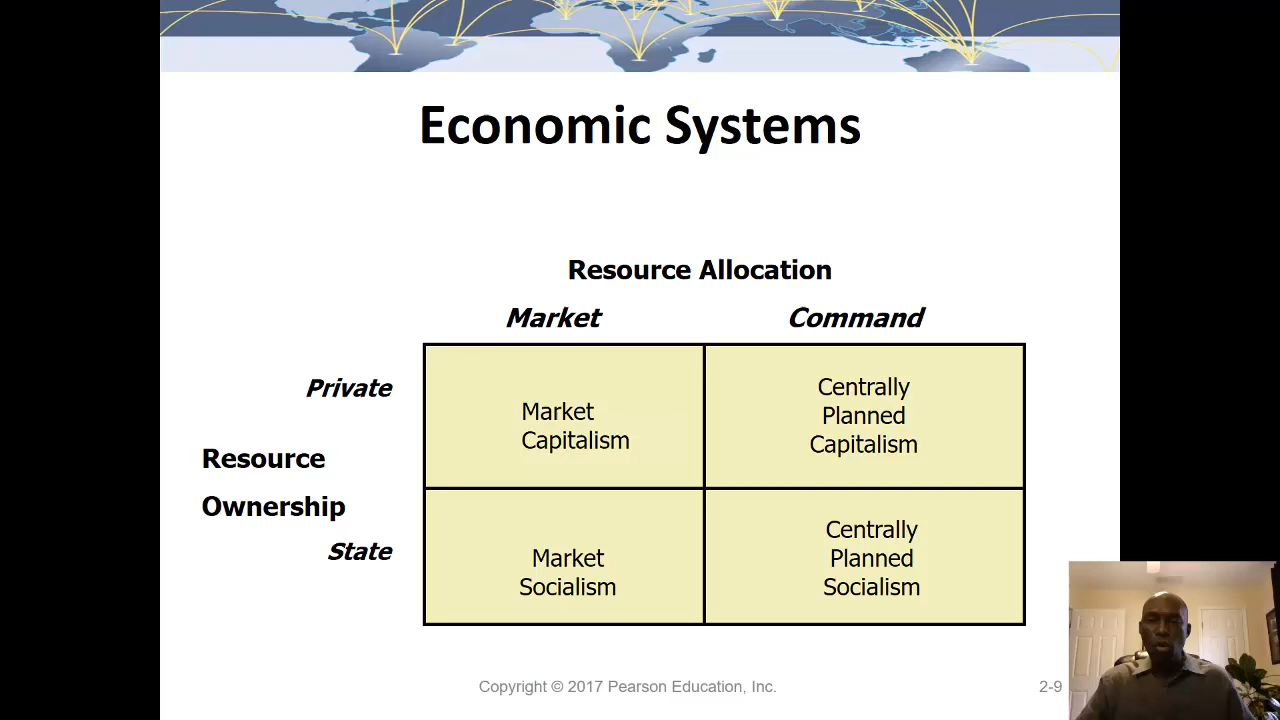 Economic Systems
Resource Allocation
Market Command
Private
Market
Capitalism
Centrally
Planned
Capitalism
Resource
Ownership
State
Market
Socialism
Centrally
Planned
Socialism
Copyright © 2017 Pearson Education, Inc.
2-9